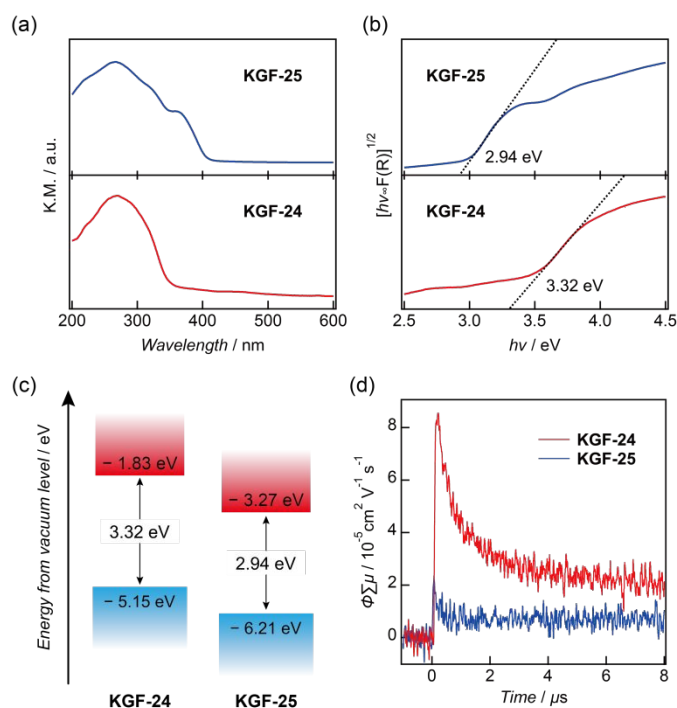 (a)
KGF-25
KGF-24
K.M. / a.u.
200 300 400 500 600
Wavelength / nm
(b)
KGF-25
2.94 eV
KGF-24
3.32 eV
[hν∞F(R)]^1/2
2.5 3.0 3.5 4.0 4.5
hν / eV
(c)
Energy from vacuum level / eV
− 1.83 eV
3.32 eV
− 5.15 eV
− 3.27 eV
2.94 eV
− 6.21 eV
KGF-24 KGF-25
(d)
KGF-24
KGF-25
ΦΣμ / 10⁻⁵ cm² V⁻¹ s⁻¹
8
6
4
2
0
0 2 4 6 8
Time / μs